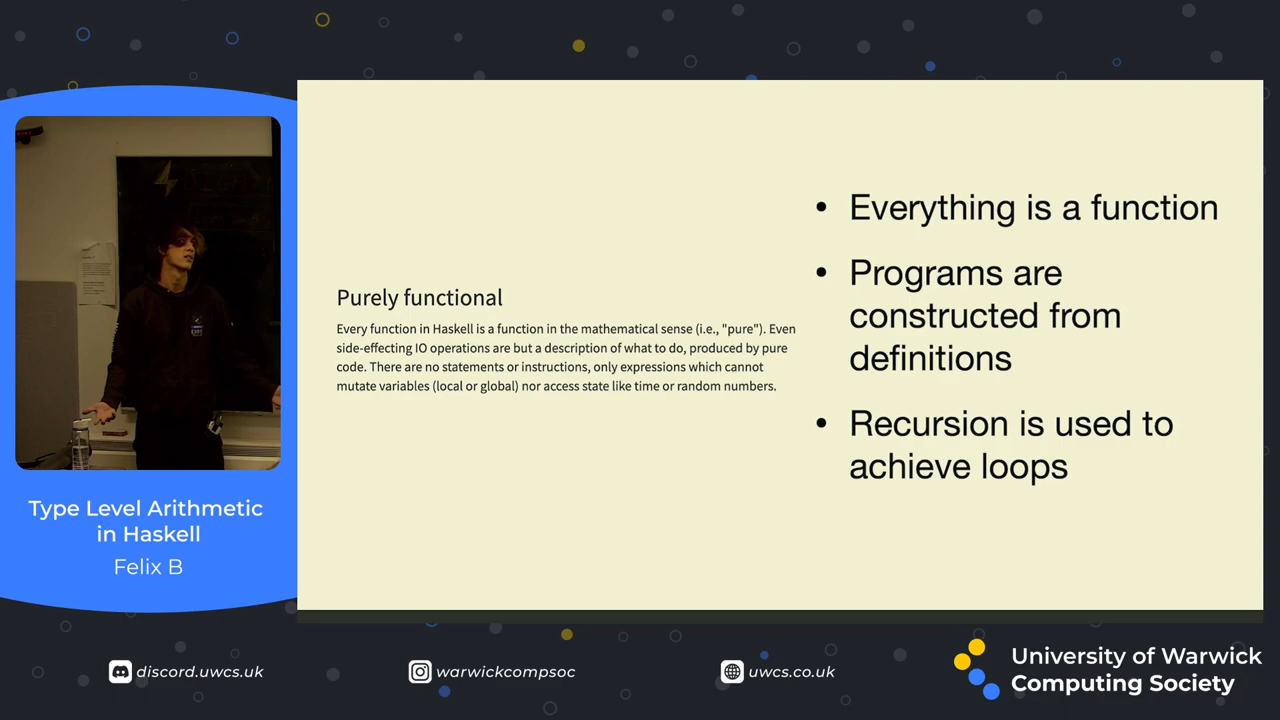 Purely functional
Every function in Haskell is a function in the mathematical sense (i.e., "pure"). Even
side-effecting IO operations are but a description of what to do, produced by pure
code. There are no statements or instructions, only expressions which cannot
mutate variables (local or global) nor access state like time or random numbers.
• Everything is a function
• Programs are
constructed from
definitions
• Recursion is used to
achieve loops
Type Level Arithmetic
in Haskell
Felix B
discord.uwcs.uk
warwickcompsoc
uwcs.co.uk
University of Warwick
Computing Society